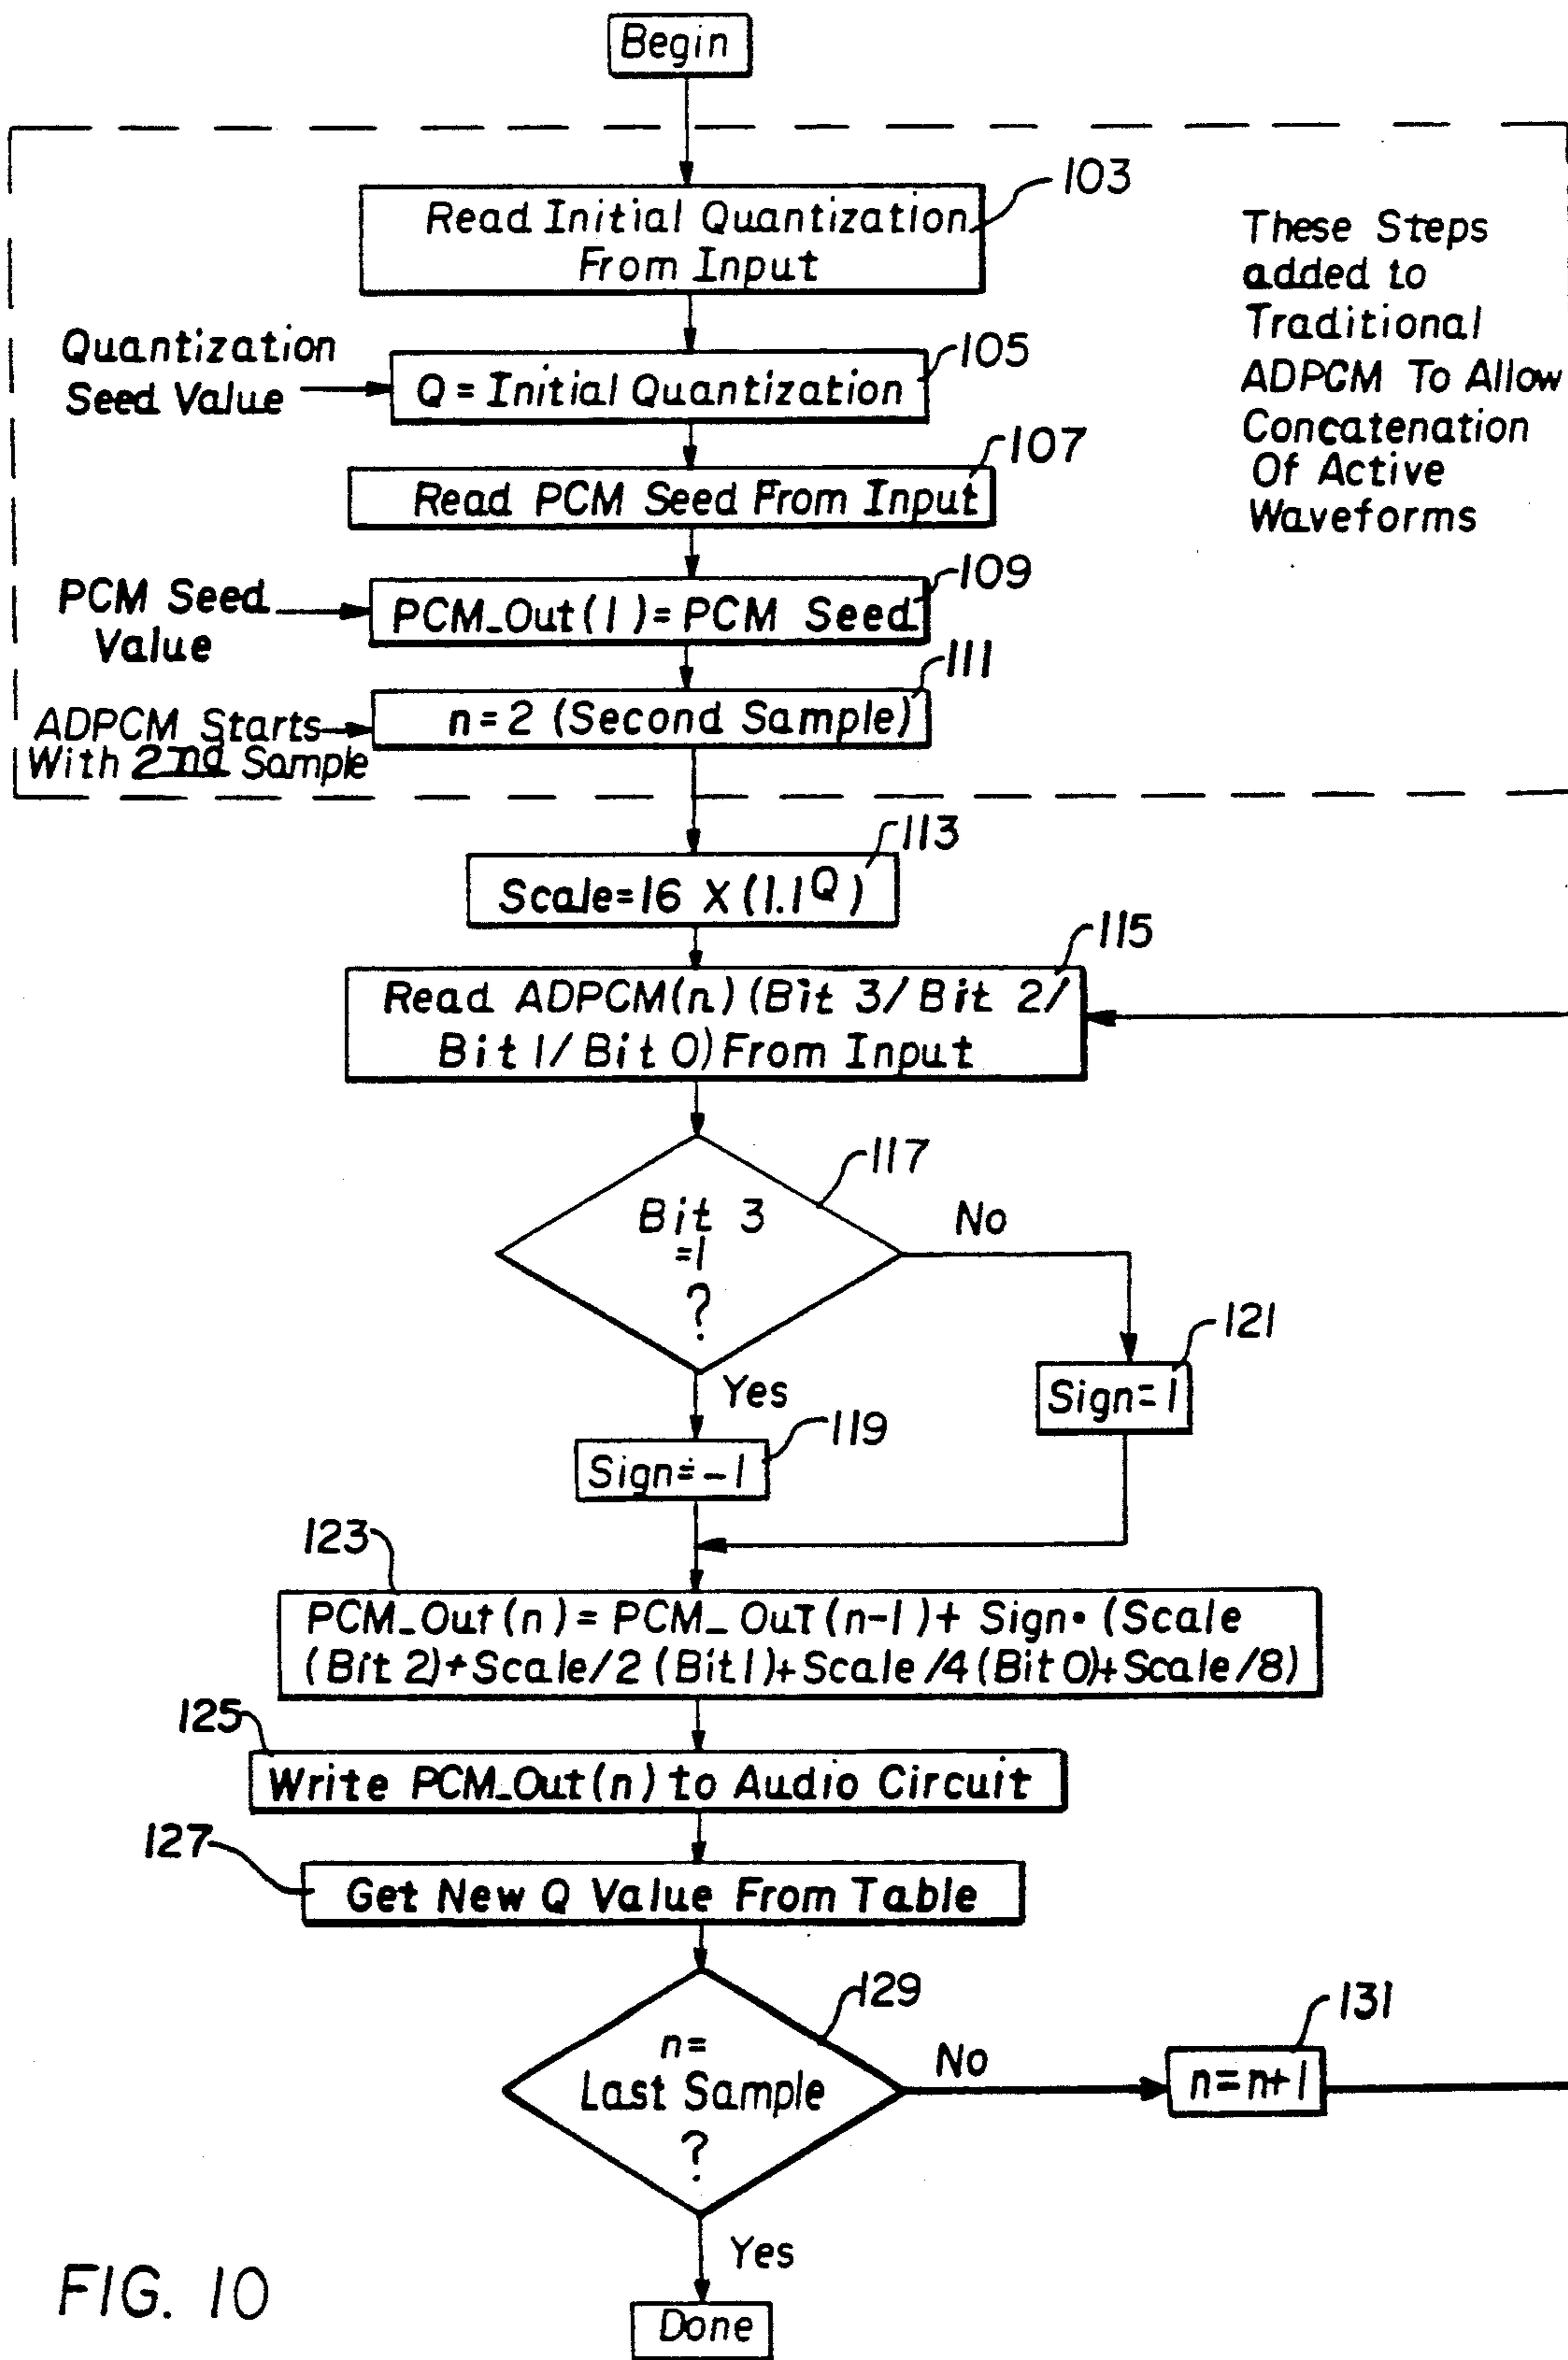 Begin
103
Read Initial Quantization
From Input
These Steps
added to
Traditional
ADPCM To Allow
Concatenation
Of Active
Waveforms
Quantization
Seed Value
105
Q = Initial Quantization
107
Read PCM Seed From Input
PCM Seed
Value
109
PCM_Out(1) = PCM Seed
111
ADPCM Starts
With 2nd Sample
n = 2 (Second Sample)
113
Scale = 16 X (1.1^Q)
115
Read ADPCM(n) (Bit 3/Bit 2/
Bit 1/Bit 0) From Input
117
Bit 3
=1
?
No
Yes
121
Sign = 1
119
Sign = -1
123
PCM_Out(n) = PCM_Out(n-1) + Sign• (Scale
(Bit 2) + Scale/2 (Bit 1) + Scale/4 (Bit 0) + Scale/8)
125
Write PCM_Out(n) to Audio Circuit
127
Get New Q Value From Table
129
n=
Last Sample
?
No
131
n = n+1
Yes
Done
FIG. 10